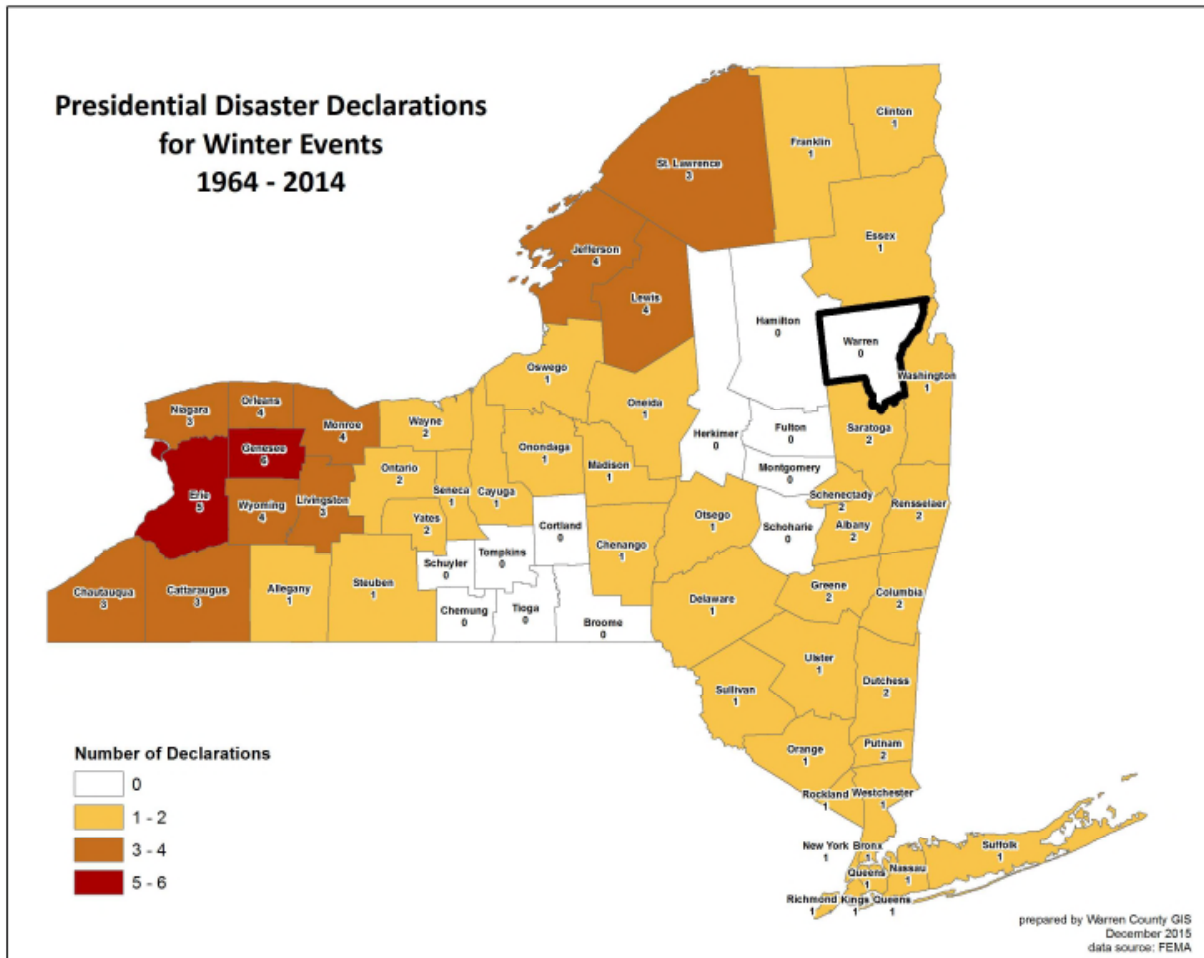 Presidential Disaster Declarations
for Winter Events
1964 - 2014
Clinton
1
Franklin
1
St. Lawrence
3
Essex
1
Jefferson
4
Lewis
4
Hamilton
0
Warren
0
Washington
1
Oswego
1
Oneida
1
Herkimer
0
Fulton
0
Saratoga
2
Montgomery
0
Niagara
3
Orleans
4
Monroe
4
Wayne
2
Genesee
6
Onondaga
1
Madison
1
Ontario
2
Seneca
1
Cayuga
1
Erie
5
Wyoming
4
Livingston
3
Yates
2
Otsego
1
Schoharie
0
Schenectady
2
Albany
2
Rensselaer
2
Cortland
0
Chenango
1
Tompkins
0
Schuyler
0
Chautauqua
3
Cattaraugus
3
Allegany
1
Steuben
1
Chemung
0
Tioga
0
Broome
0
Delaware
1
Greene
2
Columbia
2
Ulster
1
Sullivan
1
Dutchess
2
Orange
1
Putnam
2
Rockland
1
Westchester
1
New York
1
Bronx
1
Queens
1
Nassau
1
Suffolk
1
Richmond
1
Kings
1
Queens
1
Number of Declarations
0
1 - 2
3 - 4
5 - 6
prepared by Warren County GIS
December 2015
data source: FEMA